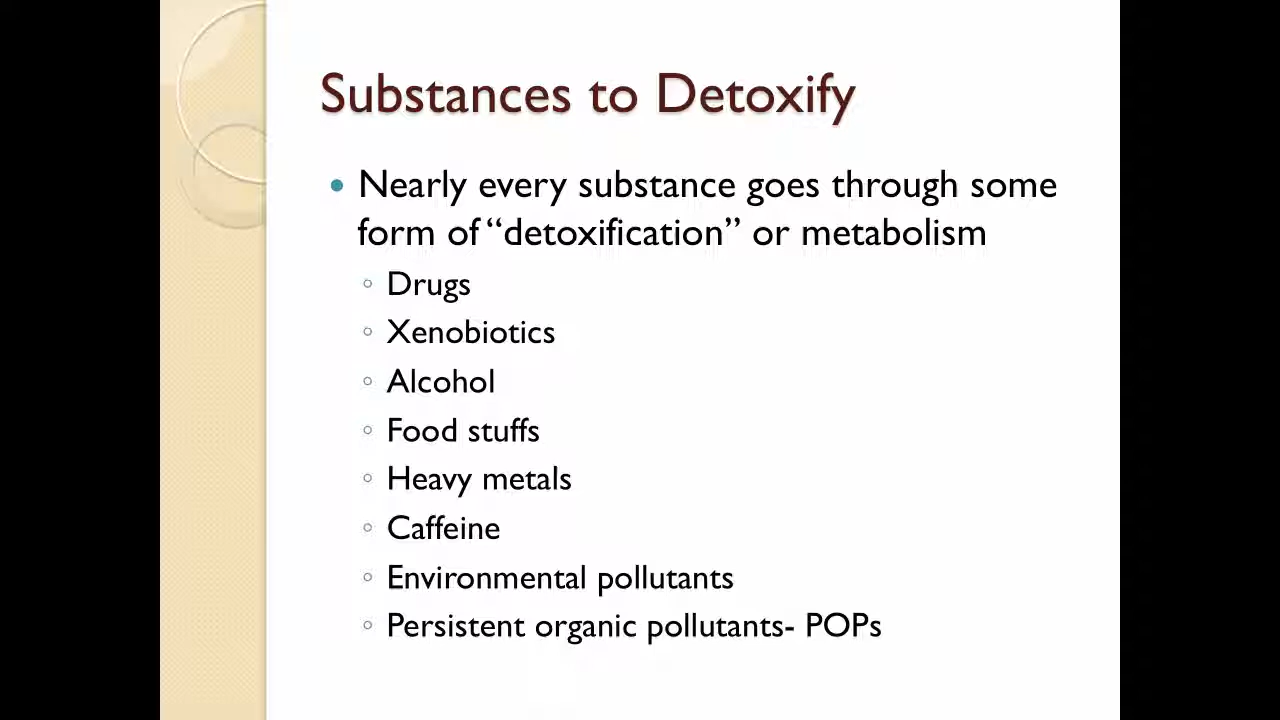 Substances to Detoxify
• Nearly every substance goes through some
form of “detoxification” or metabolism
◦ Drugs
◦ Xenobiotics
◦ Alcohol
◦ Food stuffs
◦ Heavy metals
◦ Caffeine
◦ Environmental pollutants
◦ Persistent organic pollutants- POPs